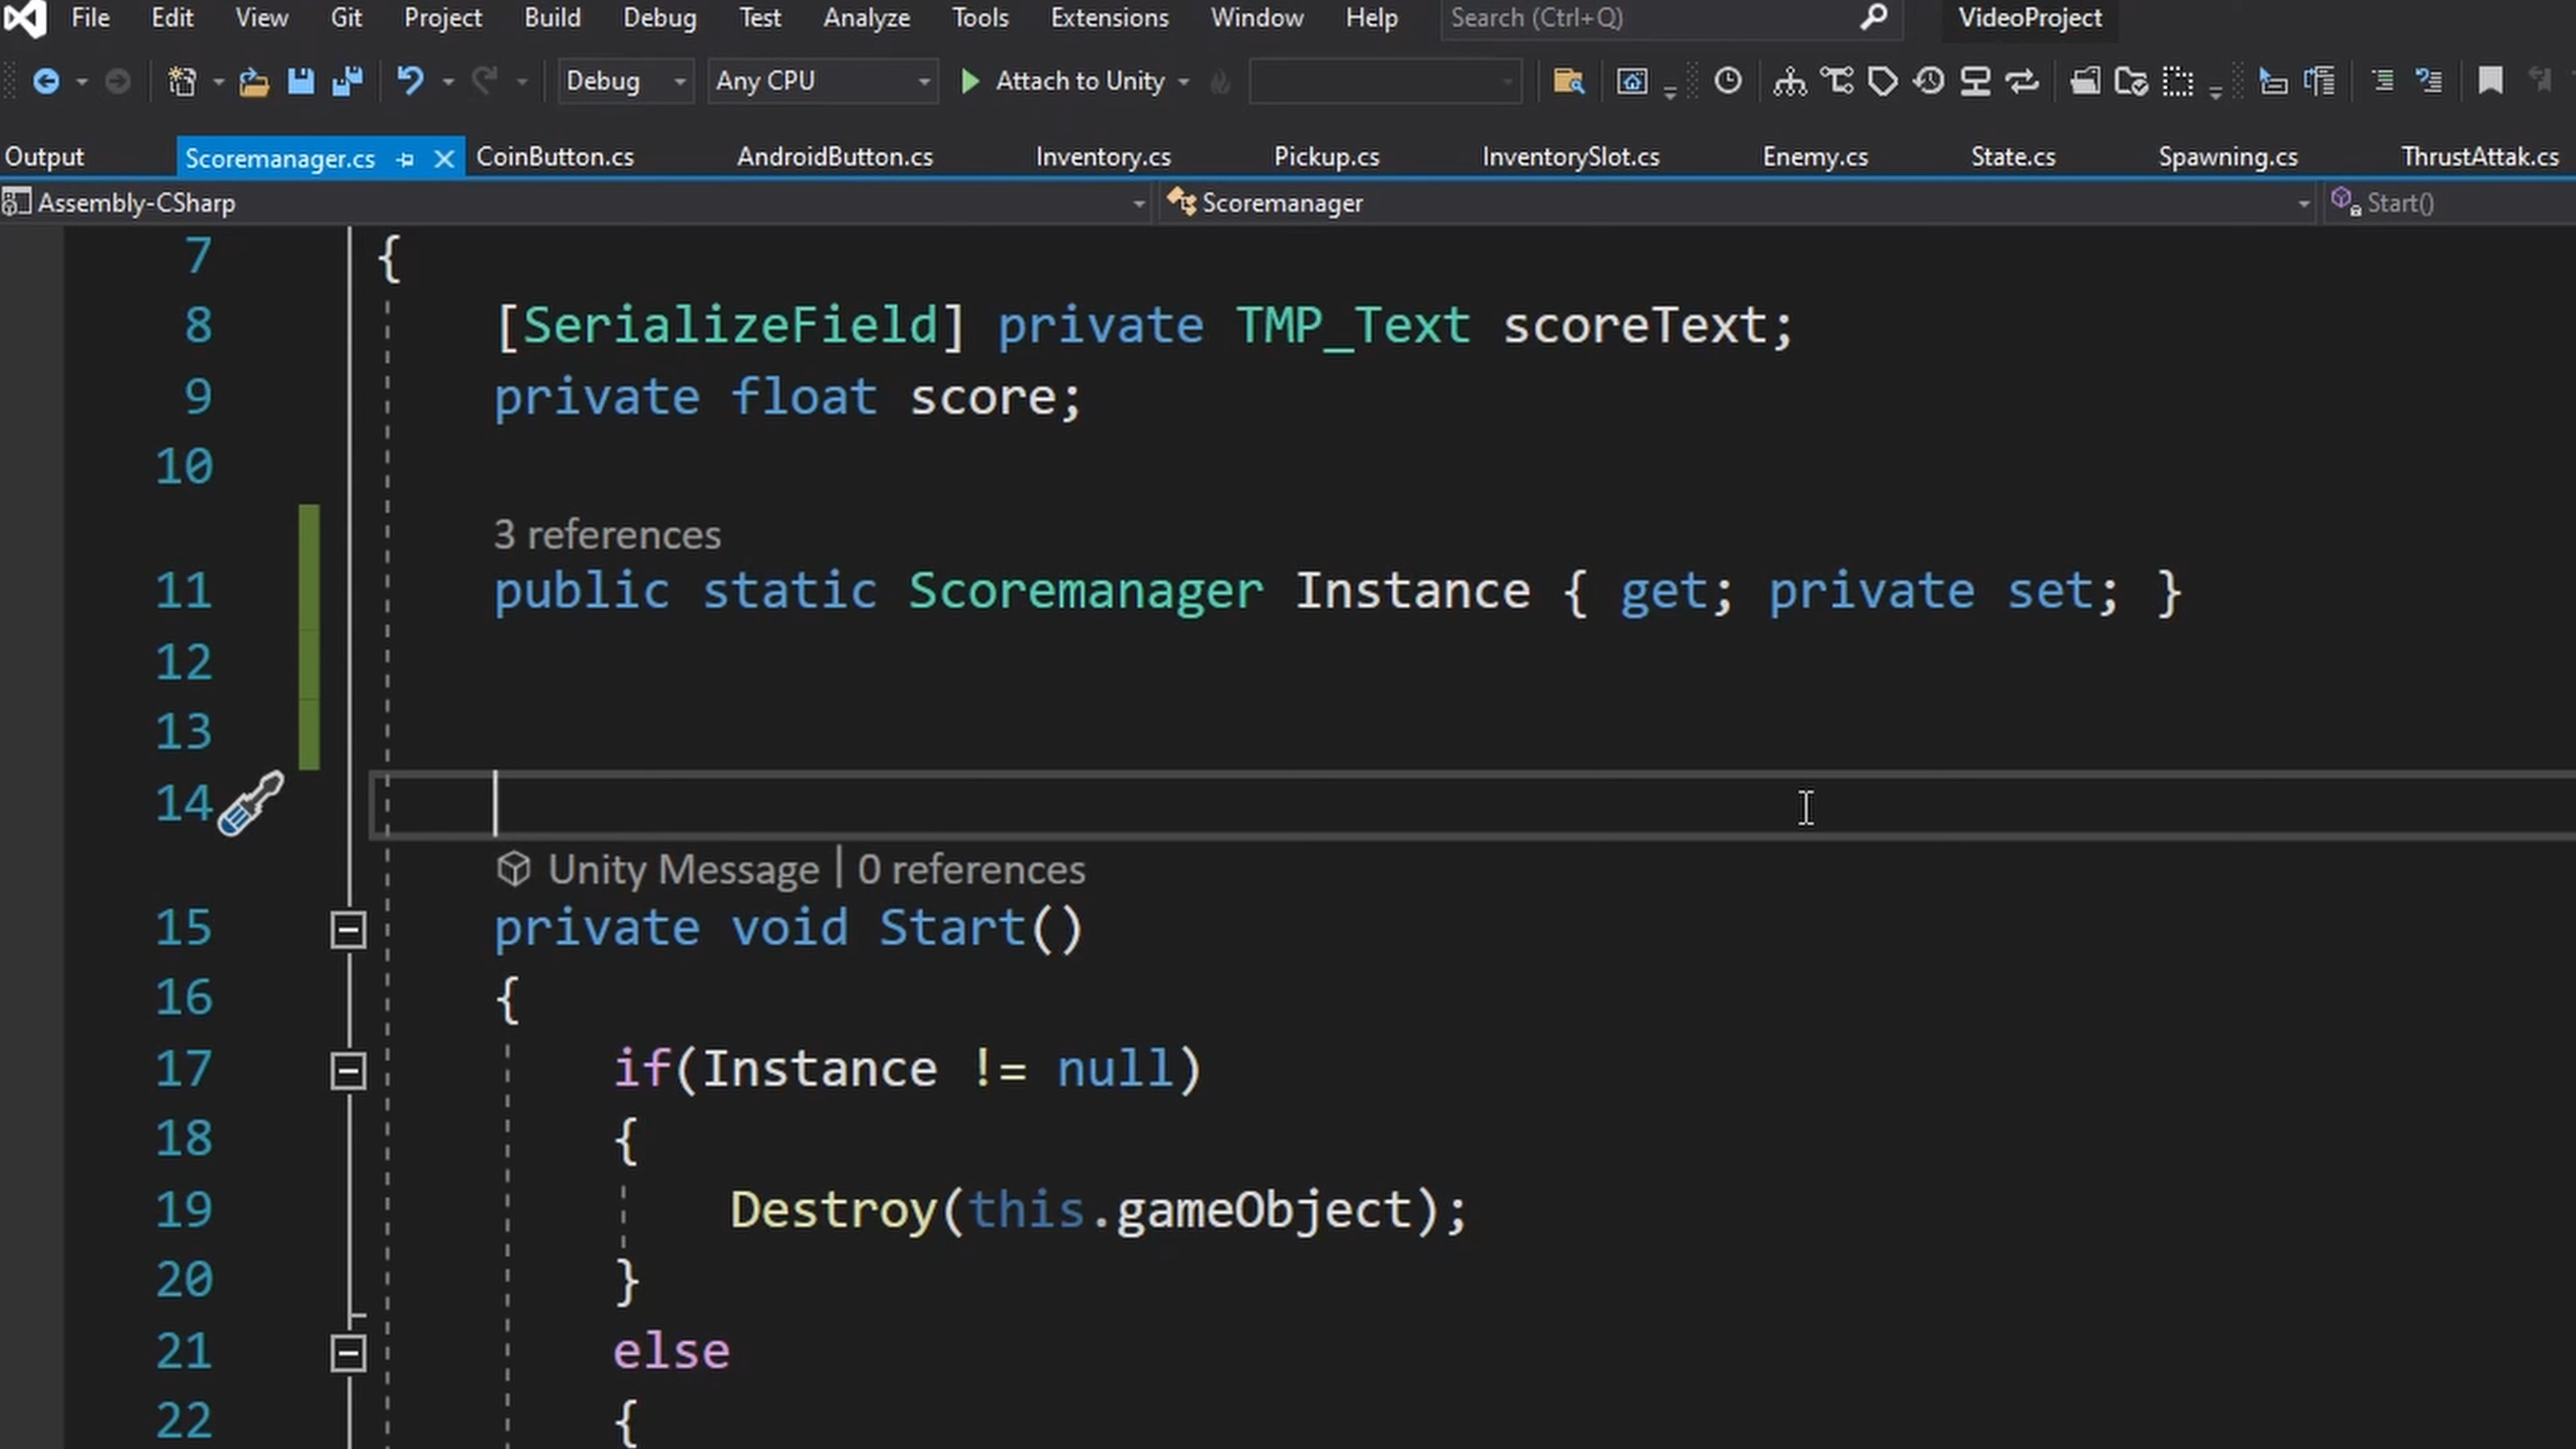 File Edit View Git Project Build Debug Test Analyze Tools Extensions Window Help Search (Ctrl+Q) VideoProject
Debug Any CPU Attach to Unity
Output Scoremanager.cs CoinButton.cs AndroidButton.cs Inventory.cs Pickup.cs InventorySlot.cs Enemy.cs State.cs Spawning.cs ThrustAttak.cs
Assembly-CSharp Scoremanager Start()
7 {
8 [SerializeField] private TMP_Text scoreText;
9 private float score;
10
3 references
11 public static Scoremanager Instance { get; private set; }
12
13
14
Unity Message | 0 references
15 private void Start()
16 {
17 if(Instance != null)
18 {
19 Destroy(this.gameObject);
20 }
21 else
22 {